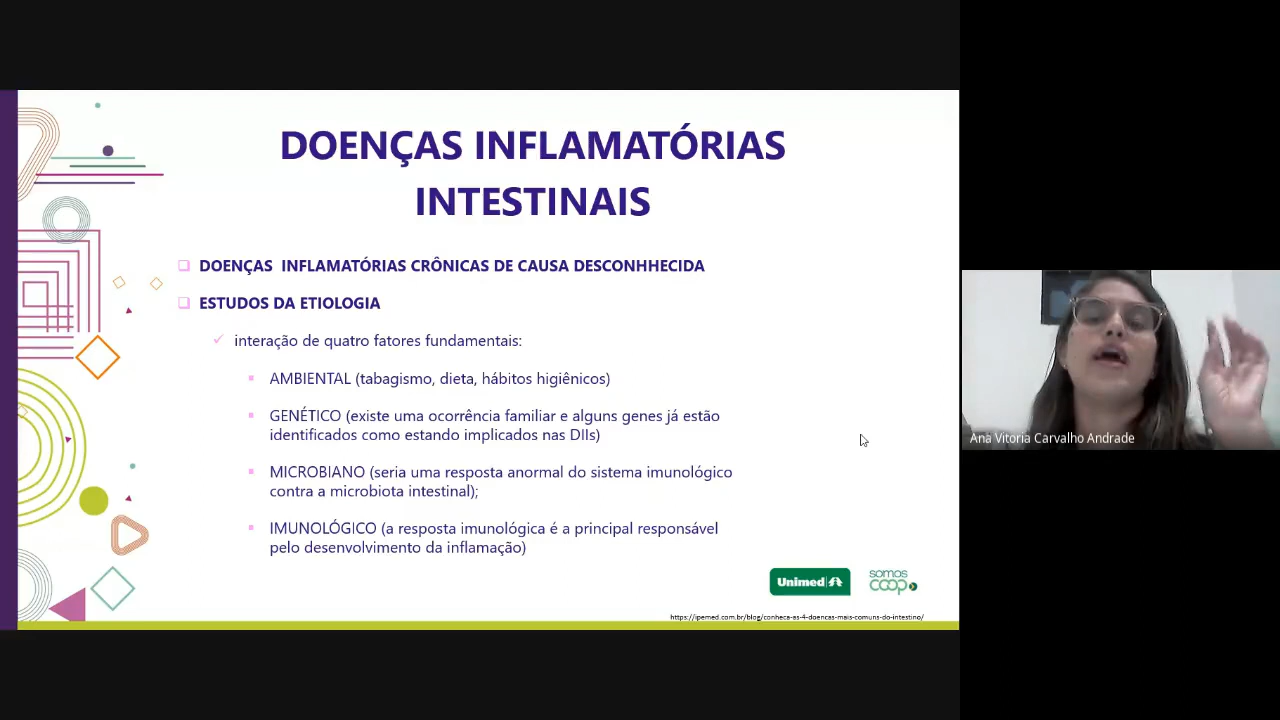 DOENÇAS INFLAMATÓRIAS
INTESTINAIS
DOENÇAS INFLAMATÓRIAS CRÔNICAS DE CAUSA DESCONHHECIDA
ESTUDOS DA ETIOLOGIA
interação de quatro fatores fundamentais:
AMBIENTAL (tabagismo, dieta, hábitos higiênicos)
GENÉTICO (existe uma ocorrência familiar e alguns genes já estão
identificados como estando implicados nas DIIs)
MICROBIANO (seria uma resposta anormal do sistema imunológico
contra a microbiota intestinal);
IMUNOLÓGICO (a resposta imunológica é a principal responsável
pelo desenvolvimento da inflamação)
Unimed
somos
coop
https://ipemed.com.br/blog/conheca-as-4-doencas-mais-comuns-do-intestino/
Ana Vitoria Carvalho Andrade